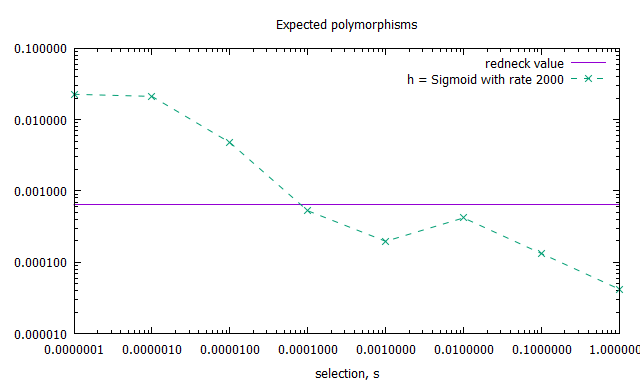 Expected polymorphisms
redneck value
h = Sigmoid with rate 2000
0.100000
0.010000
0.001000
0.000100
0.000010
0.0000001 0.0000010 0.0000100 0.0001000 0.0010000 0.0100000 0.1000000 1.000000
selection, s